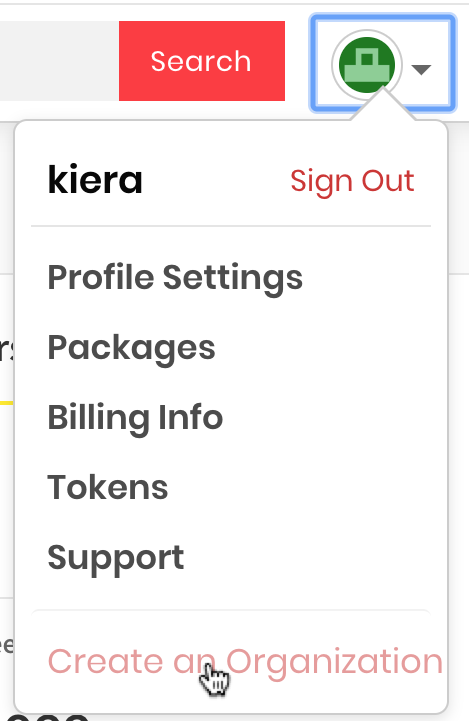 Search
kiera
Sign Out
Profile Settings
Packages
Billing Info
Tokens
Support
Create an Organization